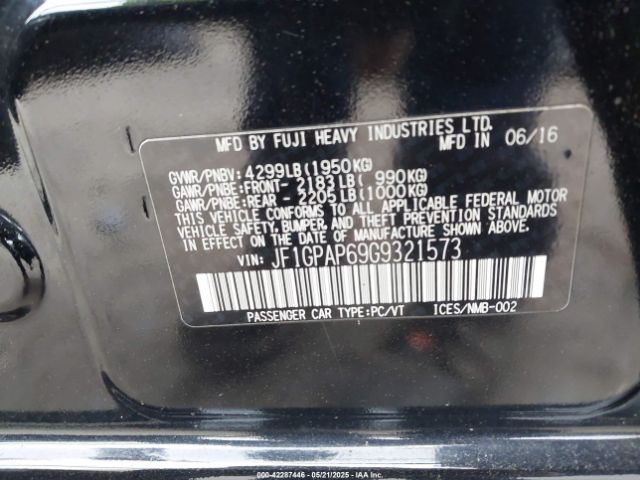 MFD BY FUJI HEAVY INDUSTRIES LTD.
MFD IN 06/16
GVWR/PNBV: 4299LB(1950KG)
GAWR/PNBE:FRONT- 2183LB( 990KG)
GAWR/PNBE:REAR - 2205LB(1000KG)
THIS VEHICLE CONFORMS TO ALL APPLICABLE FEDERAL MOTOR
VEHICLE SAFETY, BUMPER, AND THEFT PREVENTION STANDARDS
IN EFFECT ON THE DATE OF MANUFACTURE SHOWN ABOVE.
VIN: JF1GPAP69G9321573
PASSENGER CAR TYPE:PC/VT ICES/NMB-002
000-42287446 - 05/21/2025 - IAAI.COM